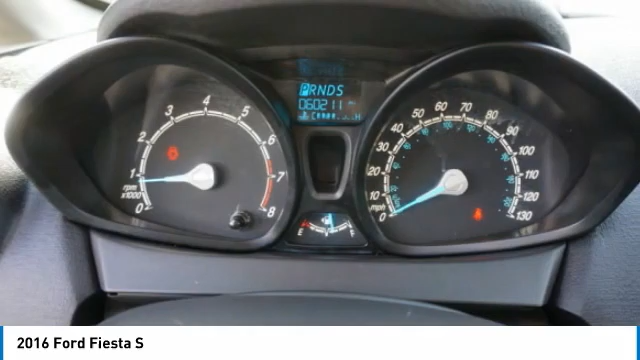 PRNDS
060211
C H
0 1 2 3 4 5 6 7 8
rpm
x1000
E F
0 10 20 30 40 50 60 70 80 90 100 110 120 130
mph
2016 Ford Fiesta S